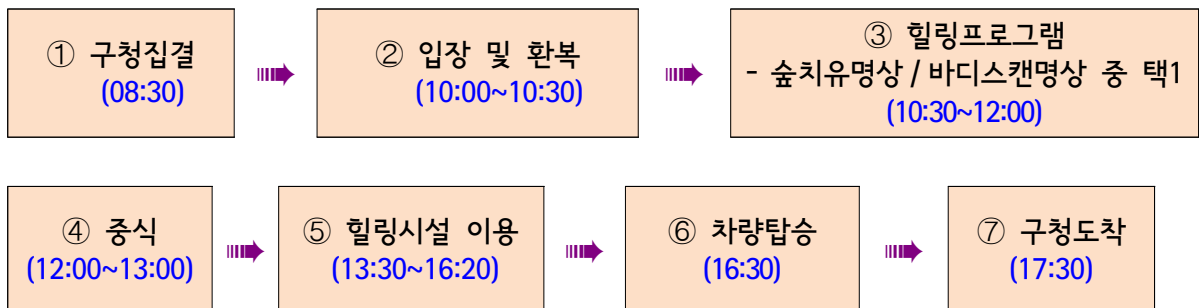 ① 구청집결
(08:30)
② 입장 및 환복
(10:00~10:30)
③ 힐링프로그램
- 숲치유명상 / 바디스캔명상 중 택1
(10:30~12:00)
④ 중식
(12:00~13:00)
⑤ 힐링시설 이용
(13:30~16:20)
⑥ 차량탑승
(16:30)
⑦ 구청도착
(17:30)